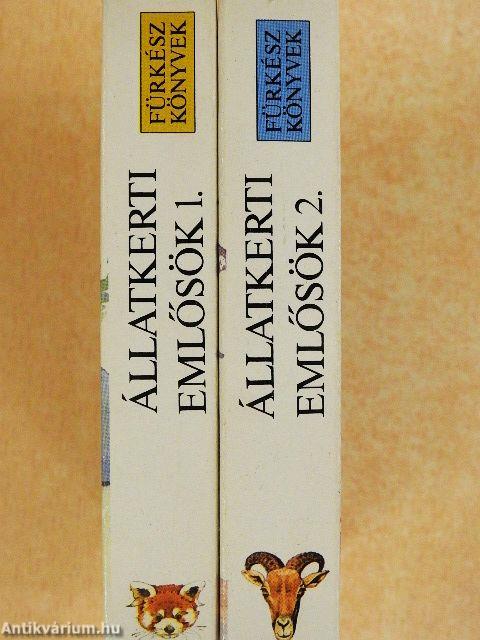 FÜRKÉSZ
KÖNYVEK
ÁLLATKERTI
EMLŐSÖK 1.
FÜRKÉSZ
KÖNYVEK
ÁLLATKERTI
EMLŐSÖK 2.
Antikvárium.hu